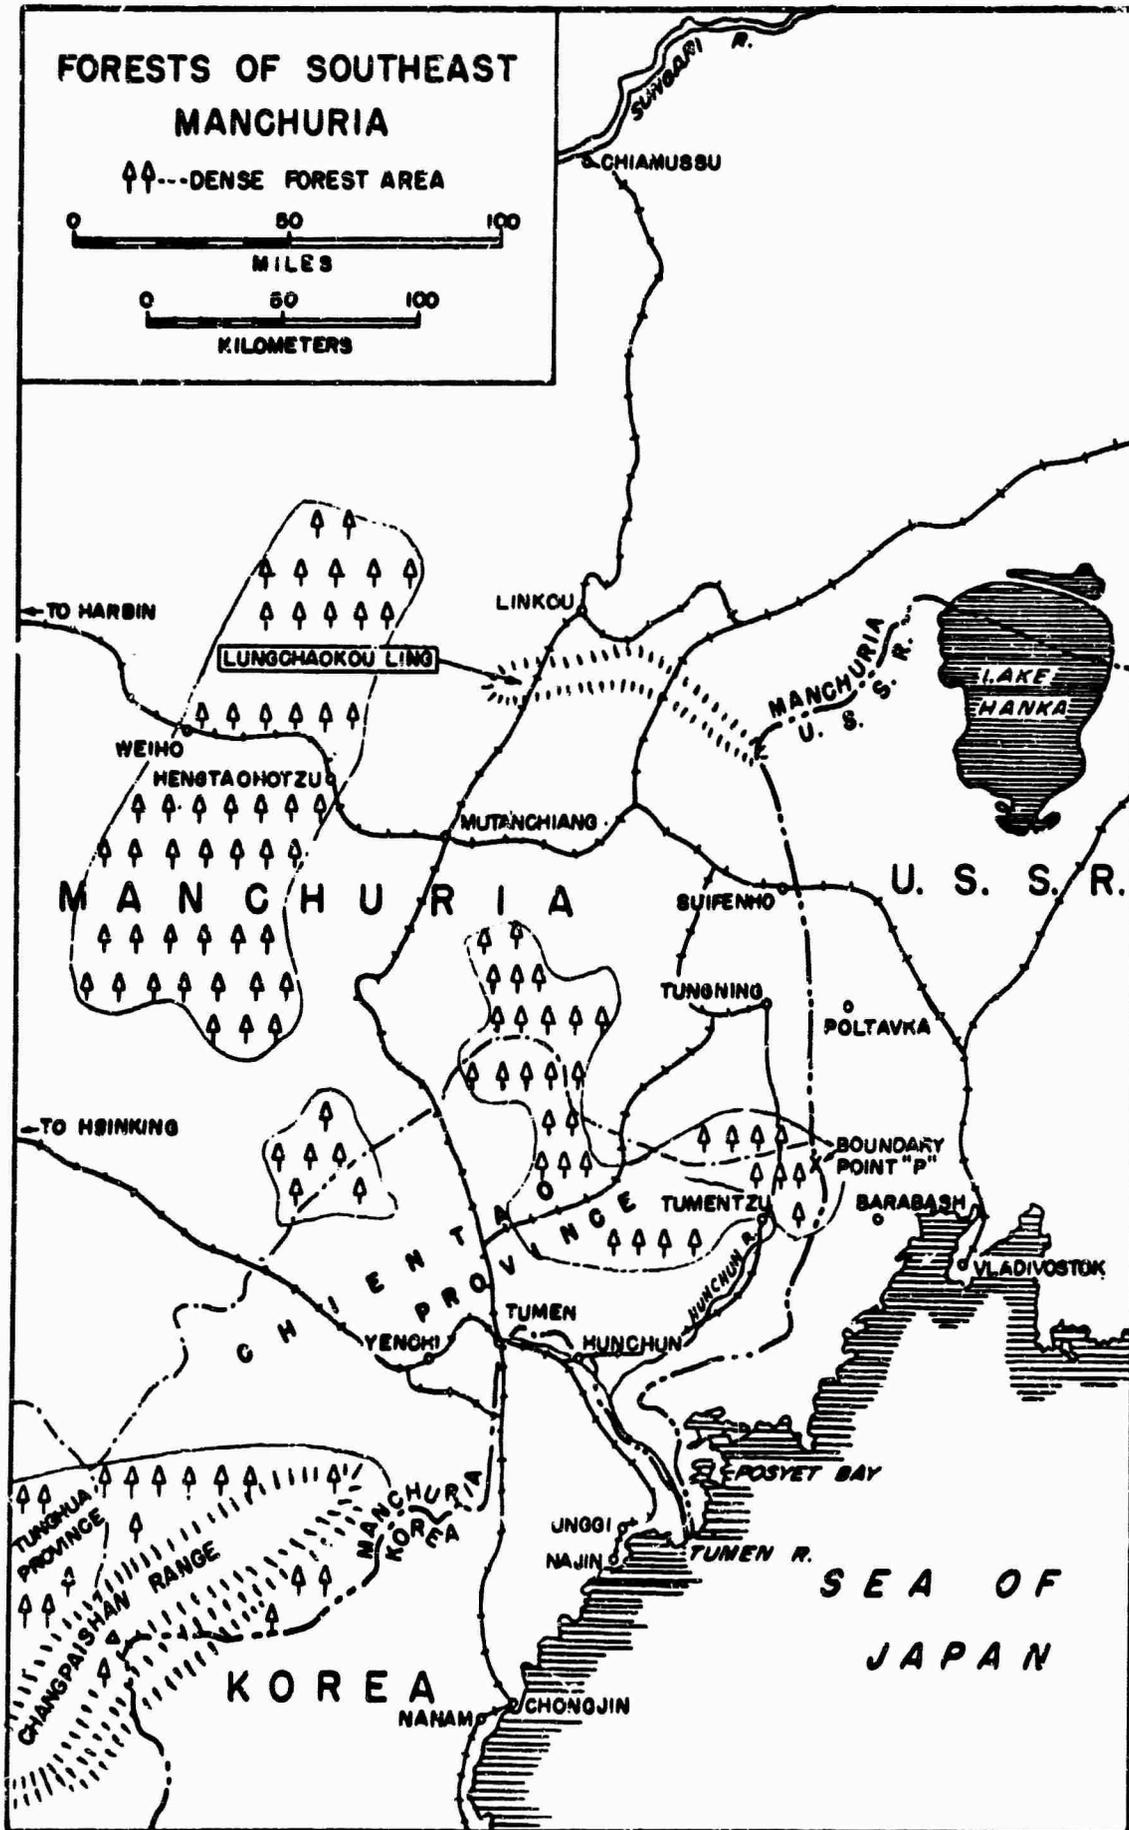 FORESTS OF SOUTHEAST
MANCHURIA
---DENSE FOREST AREA
0 50 100
MILES
0 50 100
KILOMETERS
SUNGARI R.
CHIAMUSSU
TO HARBIN
LINKOU
LUNGCHAOKOU LING
MANCHURIA
U. S. S. R.
LAKE
HANKA
WEIHO
HENGTAOHOTZU
MUTANCHIANG
MANCHURIA
SUIFENHO
U. S. S. R.
TUNGNING
POLTAVKA
TO HSINKING
BOUNDARY
POINT "P"
TUMENTZU
BARABASH
CHIENTAO
PROVINCE
HUNCHUN R.
VLADIVOSTOK
TUMEN
YENCHI
HUNCHUN
POSYET BAY
TUNGHUA
PROVINCE
MANCHURIA
KOREA
CHANGPAISHAN RANGE
UNGGI
NAJIN
TUMEN R.
SEA OF
JAPAN
KOREA
NANAM
CHONGJIN